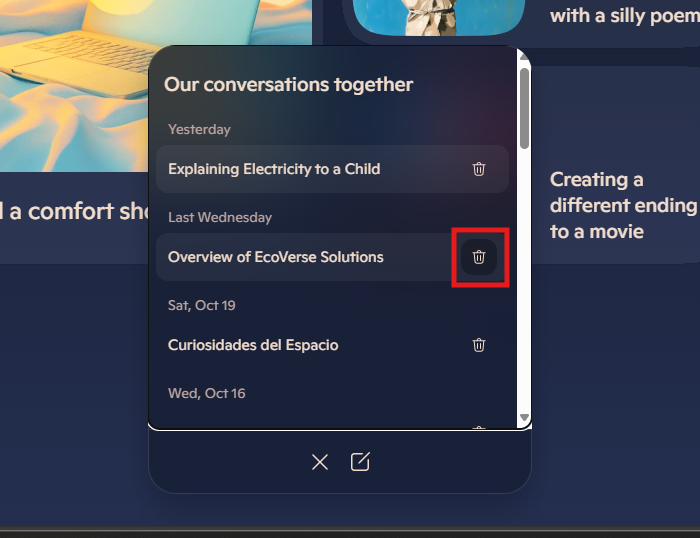 with a silly poem
Our conversations together
Yesterday
Explaining Electricity to a Child
Last Wednesday
a comfort
Overview of EcoVerse Solutions
Creating a
different ending
to a movie
Sat, Oct 19
Curiosidades del Espacio
Wed, Oct 16